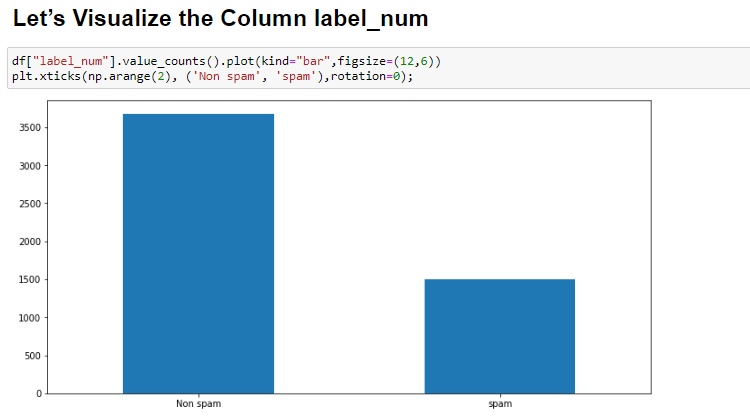 Let’s Visualize the Column label_num
df["label_num"].value_counts().plot(kind="bar",figsize=(12,6))
plt.xticks(np.arange(2), ('Non spam', 'spam'),rotation=0);
3500
3000
2500
2000
1500
1000
500
0
Non spam spam